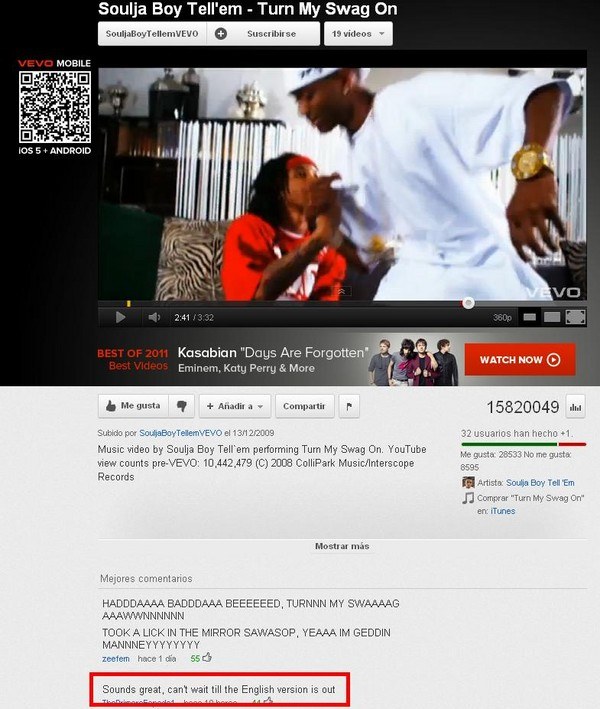 Soulja Boy Tell'em - Turn My Swag On
SouljaBoyTellemVEVO Suscribirse 19 vídeos
VEVO MOBILE
iOS 5 + ANDROID
VEVO
2:41 / 3:32 360p
BEST OF 2011 Kasabian "Days Are Forgotten"
Best Videos Eminem, Katy Perry & More
WATCH NOW
Me gusta + Añadir a Compartir
15820049
Subido por SouljaBoyTellemVEVO el 13/12/2009
Music video by Soulja Boy Tell`em performing Turn My Swag On. YouTube
view counts pre-VEVO: 10,442,479 (C) 2008 ColliPark Music/Interscope
Records
32 usuarios han hecho +1,
Me gusta: 28533 No me gusta:
8595
Artista: Soulja Boy Tell 'Em
Comprar "Turn My Swag On"
en: iTunes
Mostrar más
Mejores comentarios
HADDDAAAA BADDDAAA BEEEEEED, TURNNN MY SWAAAAG
AAAWWNNNNNN
TOOK A LICK IN THE MIRROR SAWASOP, YEAAA IM GEDDIN
MANNNEYYYYYYYY
zeefem hace 1 día 55
Sounds great, can't wait till the English version is out